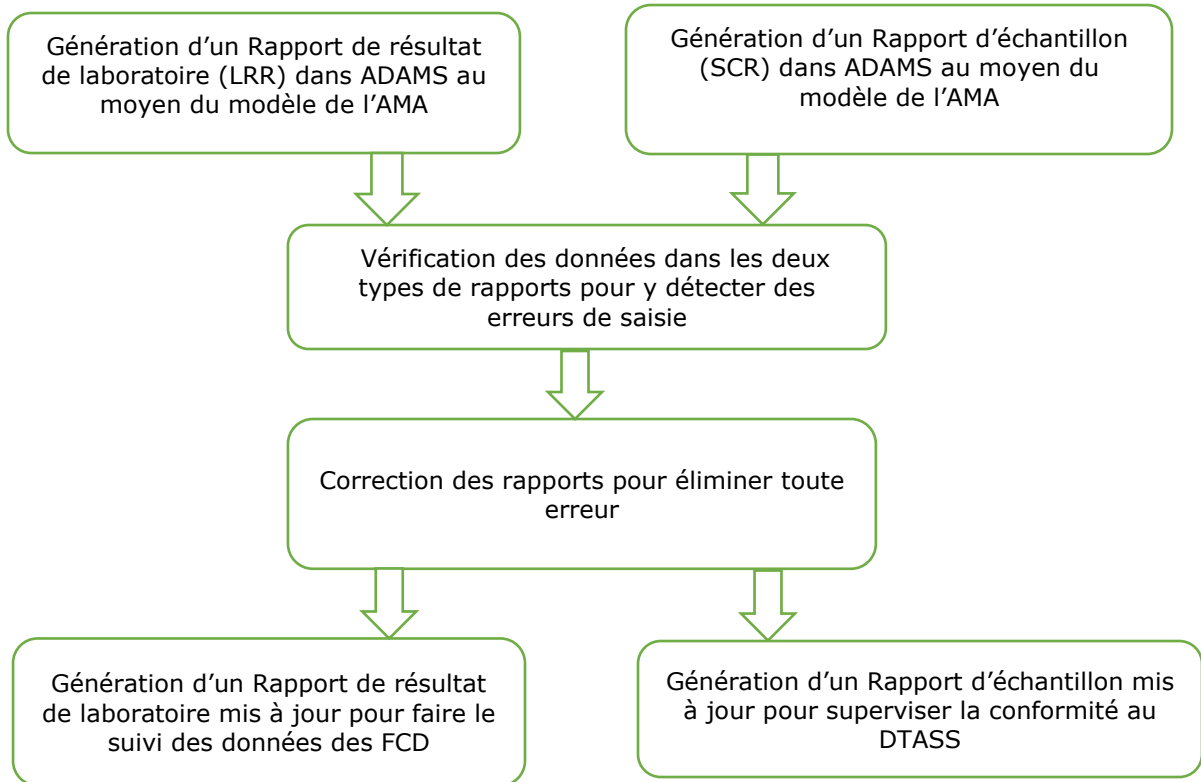 Génération d’un Rapport de résultat
de laboratoire (LRR) dans ADAMS au
moyen du modèle de l’AMA
Génération d’un Rapport d’échantillon
(SCR) dans ADAMS au moyen du
modèle de l’AMA
Vérification des données dans les deux
types de rapports pour y détecter des
erreurs de saisie
Correction des rapports pour éliminer toute
erreur
Génération d’un Rapport de résultat
de laboratoire mis à jour pour faire le
suivi des données des FCD
Génération d’un Rapport d’échantillon mis
à jour pour superviser la conformité au
DTASS